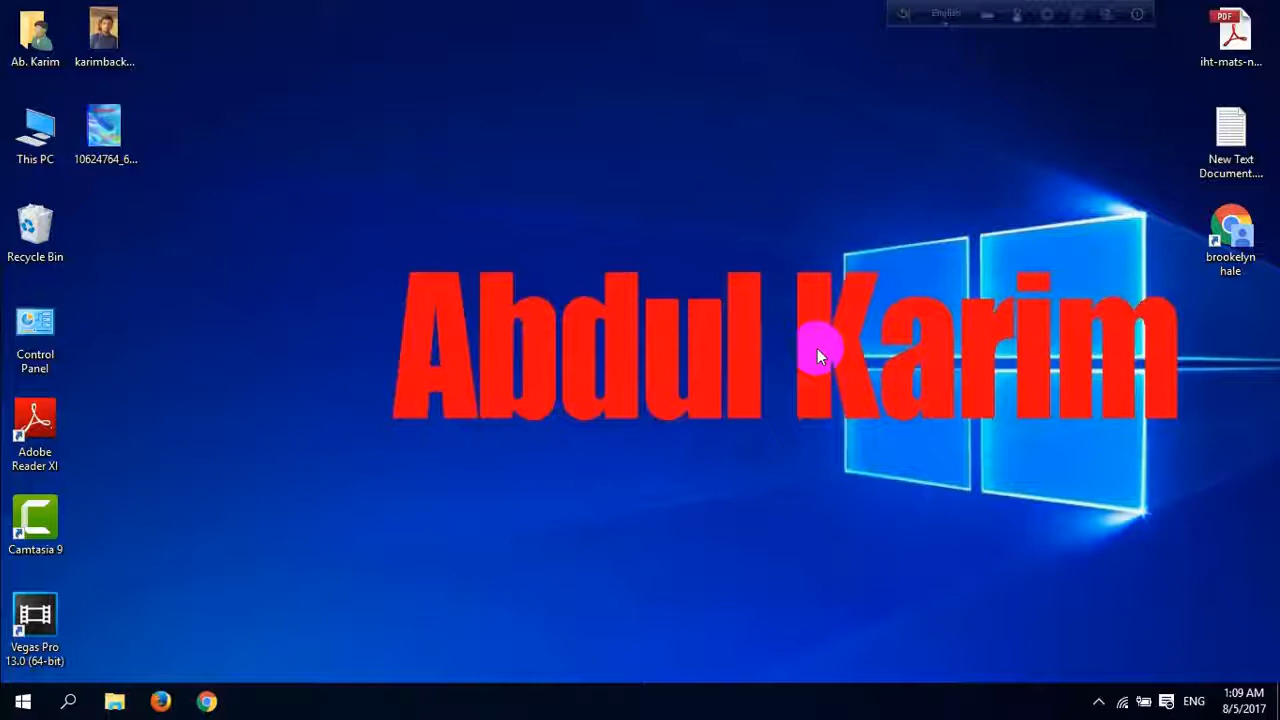 English
Ab. Karim
karimback...
PDF
iht-mats-n...
This PC
10624764_6...
New Text
Document....
Recycle Bin
brookelyn
hale
Abdul Karim
Control
Panel
Adobe
Reader XI
Camtasia 9
Vegas Pro
13.0 (64-bit)
ENG
1:09 AM
8/5/2017